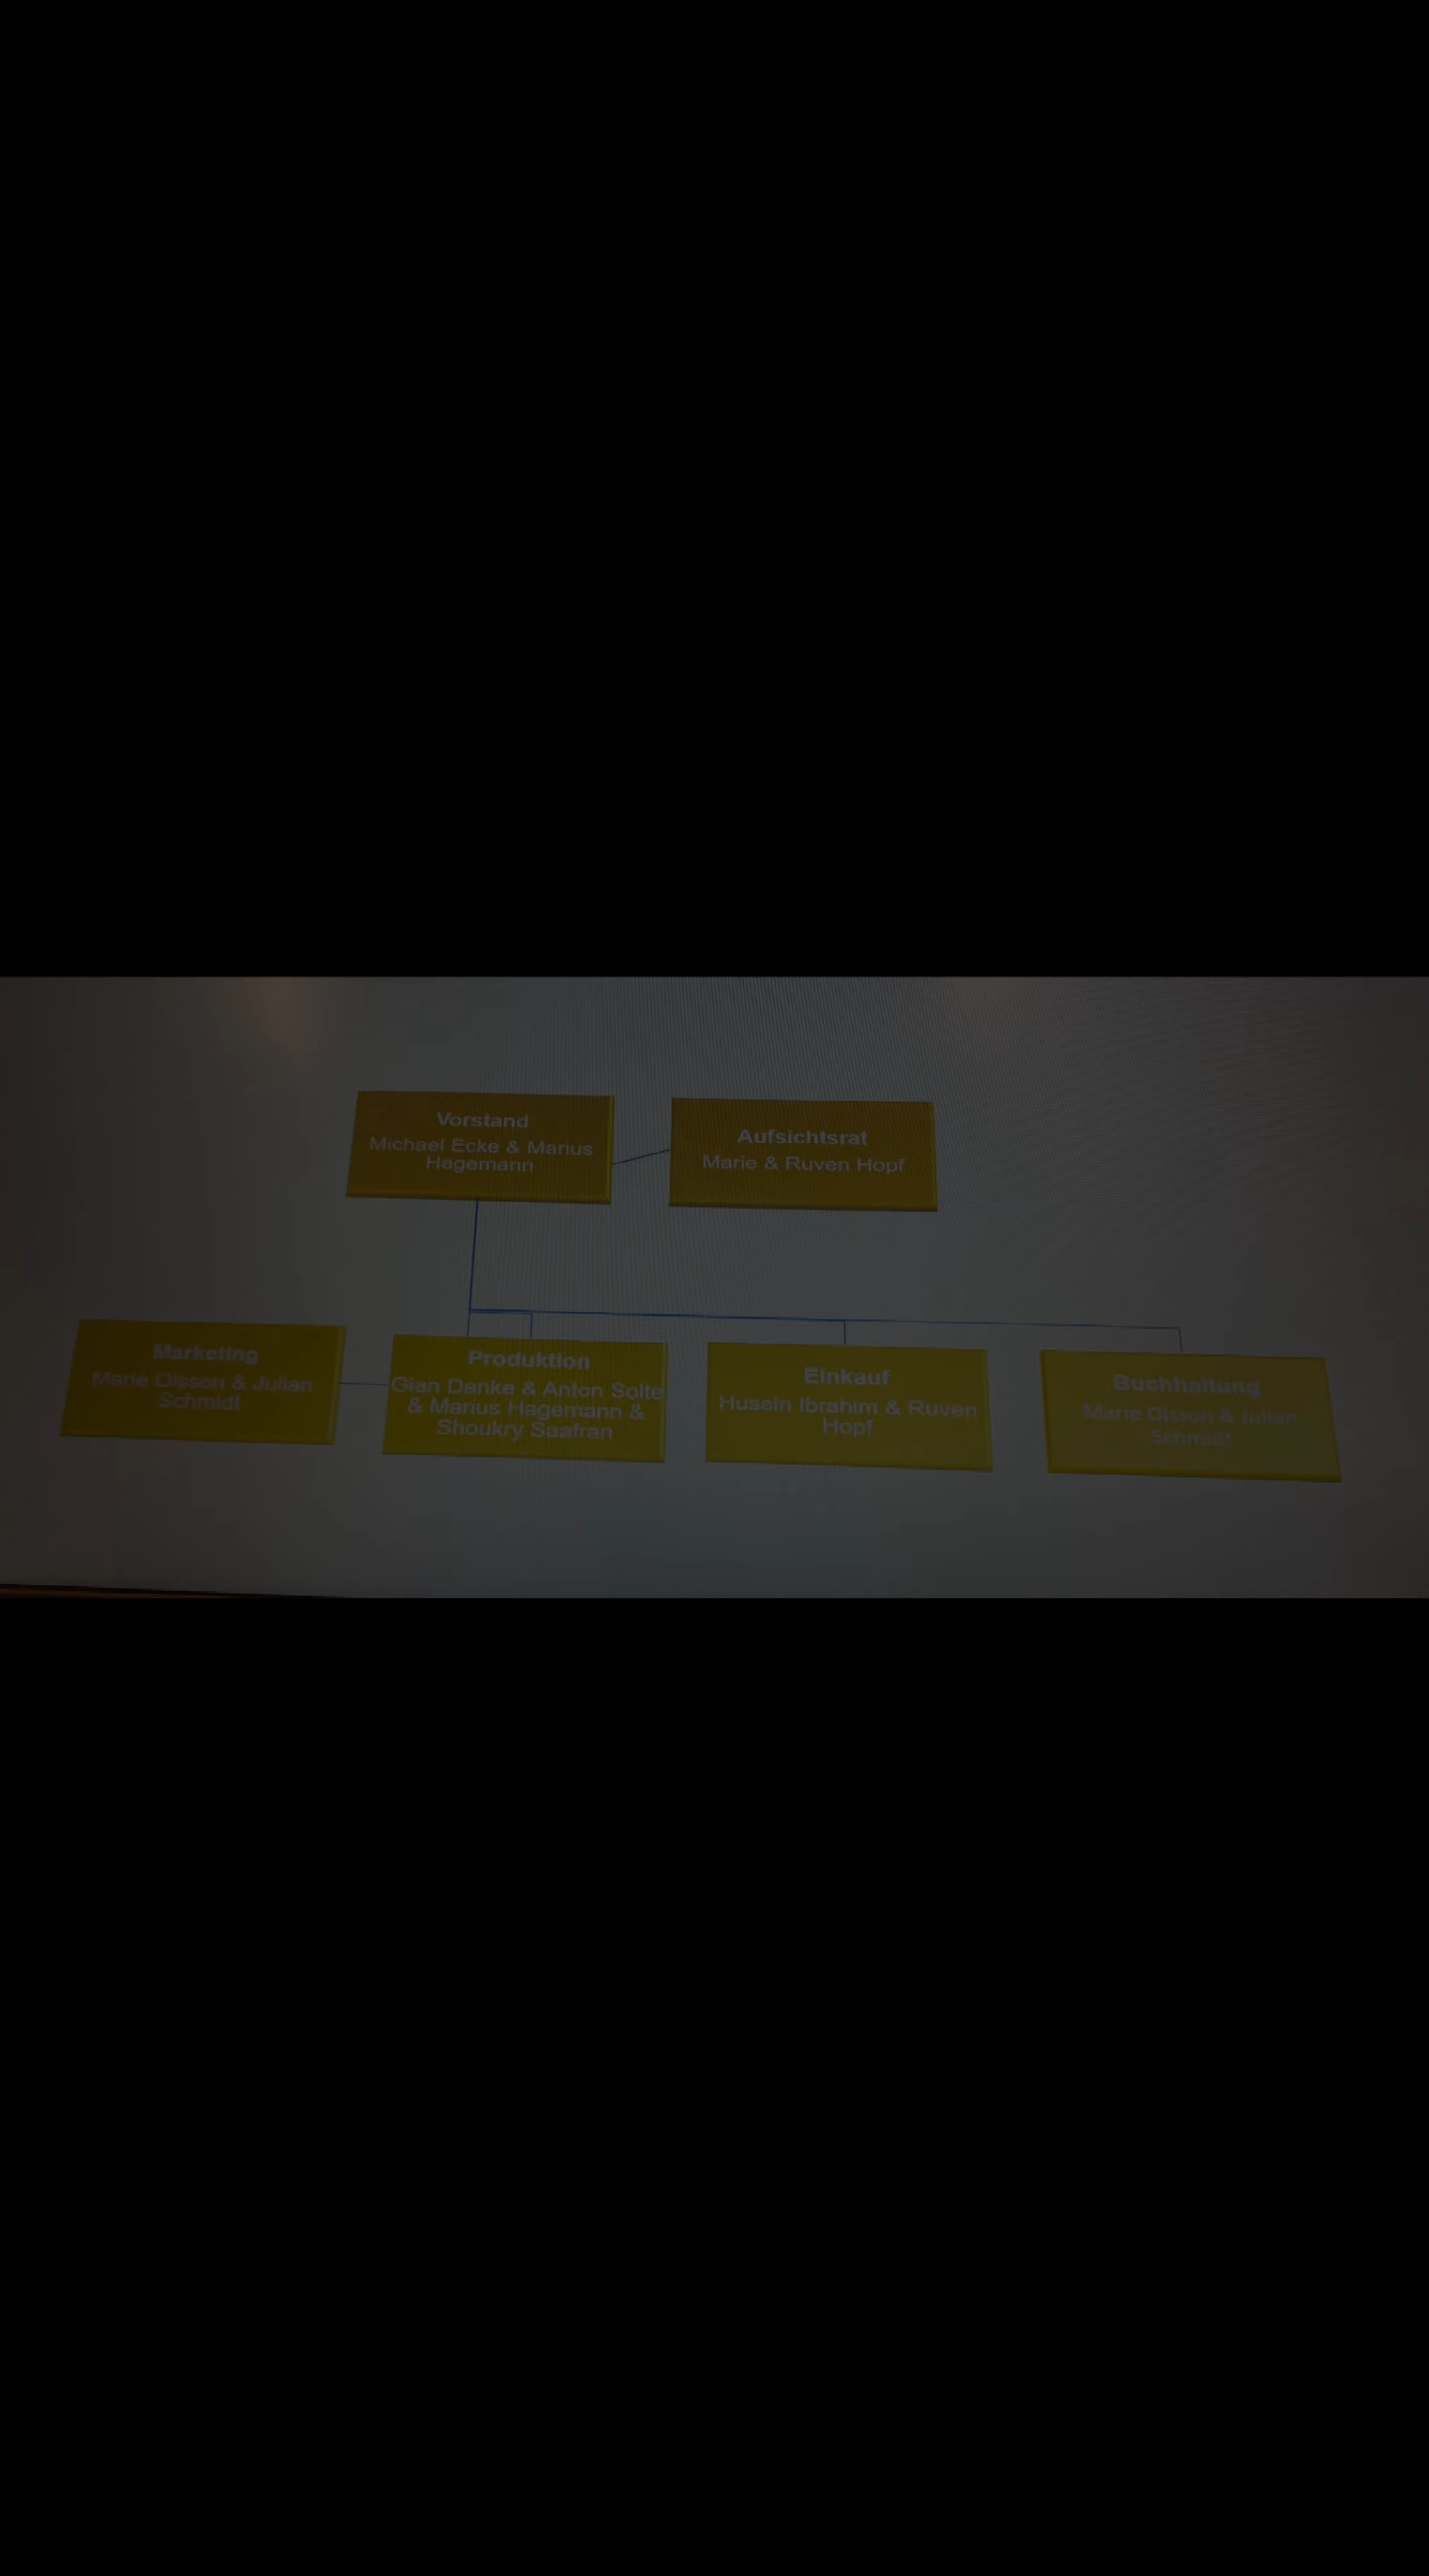 Vorstand
Michael Ecke & Marius
Hagemann
Aufsichtsrat
Marie & Ruven Hopf
Marketing
Marie Olsson & Julian
Schmidt
Produktion
Gian Danke & Anton Solte
& Marius Hagemann &
Shoukry Saafran
Einkauf
Husein Ibrahim & Ruven
Hopf
Buchhaltung
Marie Olsson & Julian
Schmidt